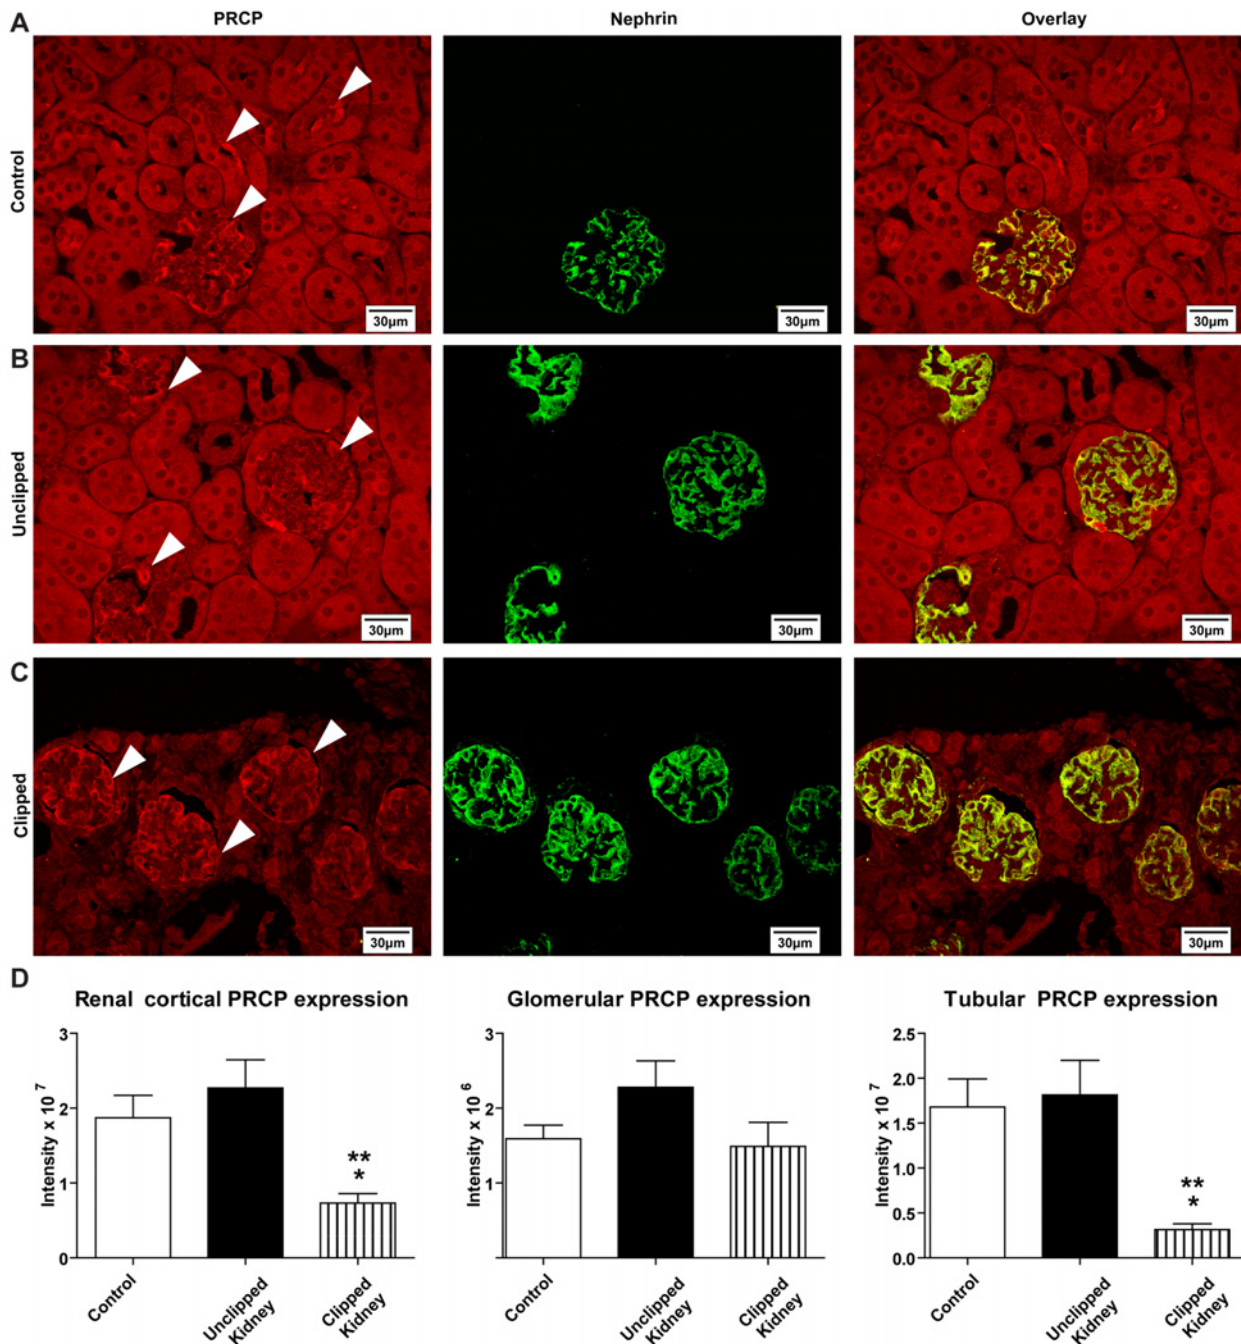 A PRCP Nephrin Overlay
Control
30µm 30µm 30µm
B
Unclipped
30µm 30µm 30µm
C
Clipped
30µm 30µm 30µm
D
Renal cortical PRCP expression
Intensity x 10 7
3
2
1
0
**
*
Control
Unclipped
Kidney
Clipped
Kidney
Glomerular PRCP expression
Intensity x 10 6
3
2
1
Control
Unclipped
Kidney
Clipped
Kidney
Tubular PRCP expression
Intensity x 10 7
2.5
2.0
1.5
1.0
0.5
0.0
**
*
Control
Unclipped
Kidney
Clipped
Kidney